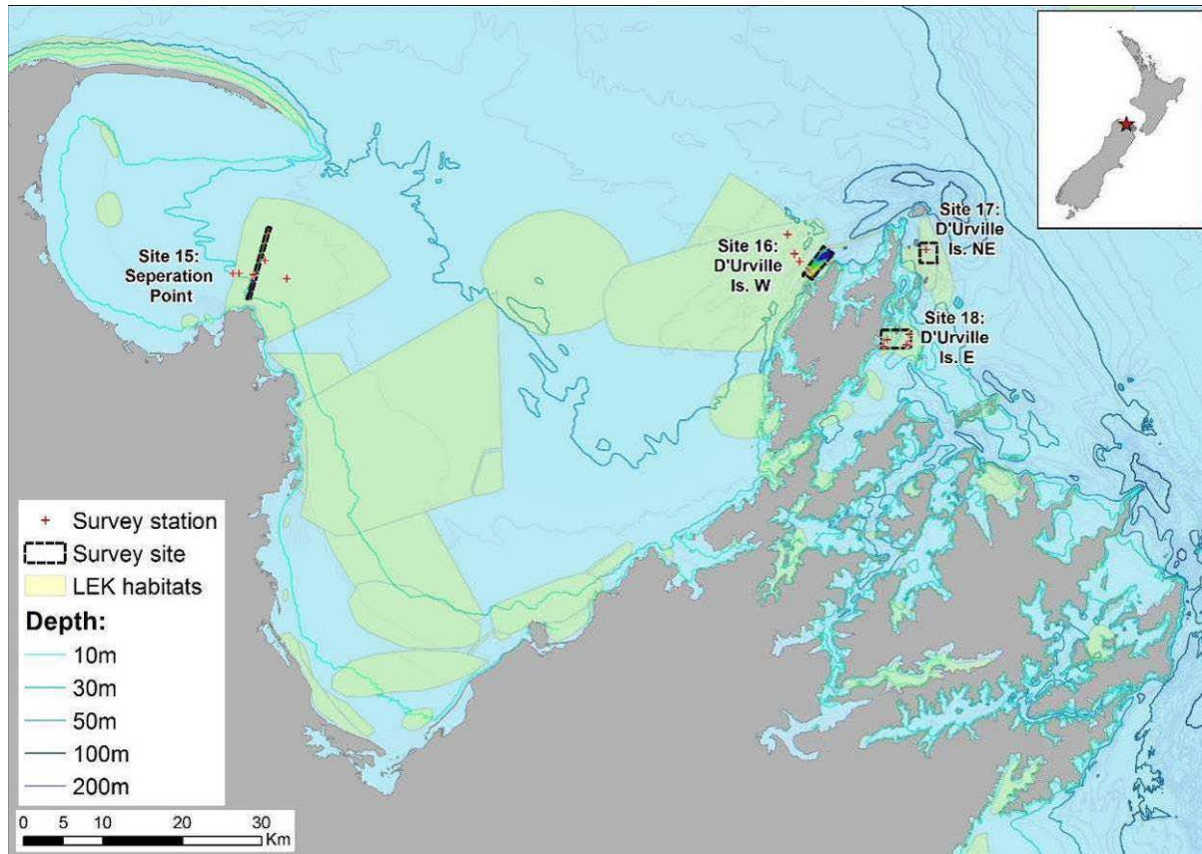 Site 15:
Seperation
Point
Site 16:
D'Urville
Is. W
Site 17:
D'Urville
Is. NE
Site 18:
D'Urville
Is. E
Survey station
Survey site
LEK habitats
Depth:
10m
30m
50m
100m
200m
0 5 10 20 30
Km